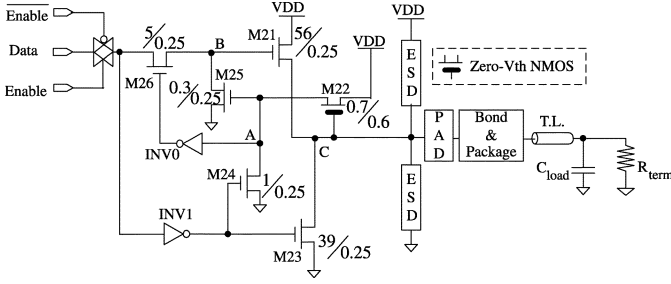 Enable
Data
Enable
5/0.25
B
M21
VDD
56/0.25
M26
0.3/0.25
M25
VDD
M22
0.7/0.6
VDD
ESD
Zero-Vth NMOS
A
INV0
C
PAD
Bond & Package
T.L.
Cload
Rterm
M24
1/0.25
ESD
INV1
M23
39/0.25